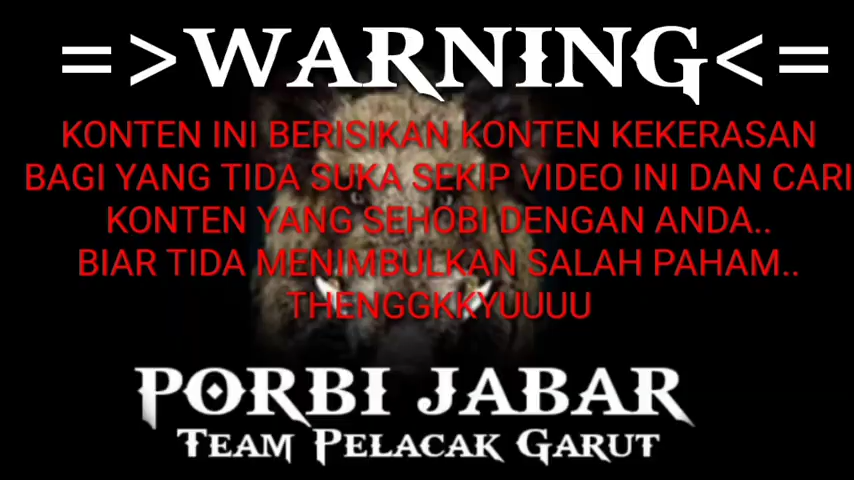 =>WARNING<=
KONTEN INI BERISIKAN KONTEN KEKERASAN
BAGI YANG TIDA SUKA SEKIP VIDEO INI DAN CARI
KONTEN YANG SEHOBI DENGAN ANDA..
BIAR TIDA MENIMBULKAN SALAH PAHAM..
THENGGKKYUUUU
PORBI JABAR
TEAM PELACAK GARUT